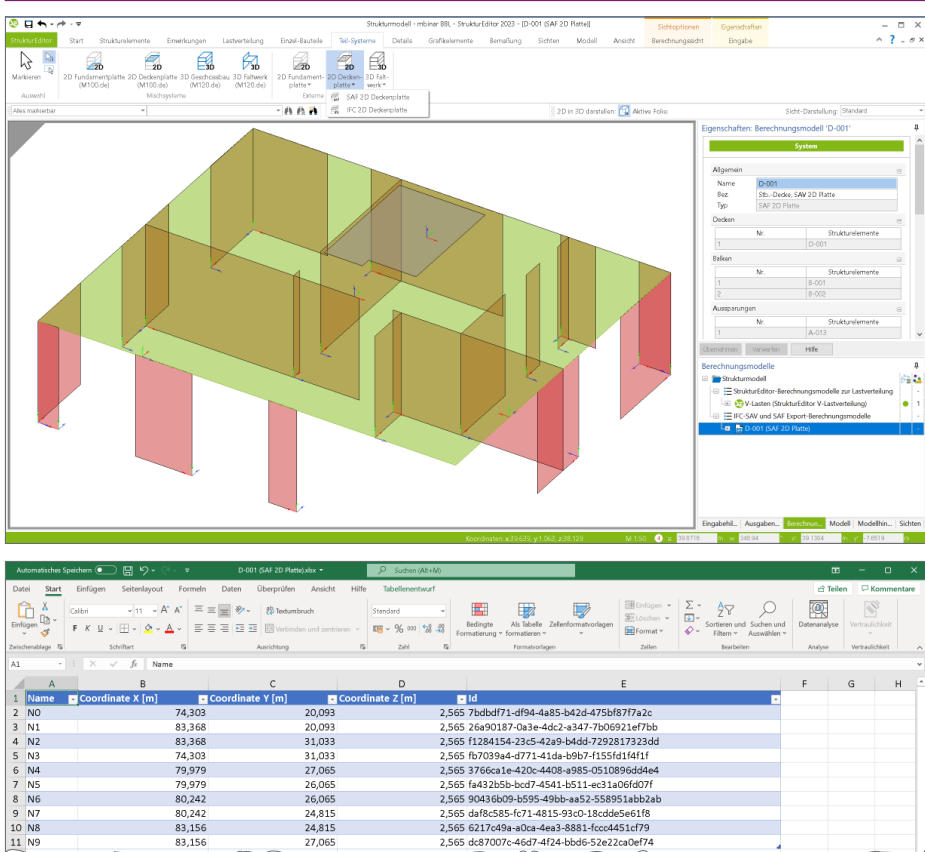 Strukturmodell - mbinar BBL - StrukturEditor 2023 - [D-001 (SAF 2D Platte)]
Sichtoptionen Eigenschaften
StrukturEditor Start Strukturelemente Einwirkungen Lastverteilung Einzel-Bauteile Teil-Systeme Details Grafikelemente Bemaßung Sichten Modell Ansicht Berechnungssicht Eingabe
Markieren 2D Fundamentplatte 2D Deckenplatte 3D Geschossbau 3D Faltwerk 2D Fundament- 2D Decken- 3D Falt-
(M100.de) (M100.de) (M120.de) (M120.de) platte platte werk
Auswahl Mischsysteme Externe
SAF 2D Deckenplatte
IFC 2D Deckenplatte
Alles markierbar 2D in 3D darstellen: Aktive Folie: Sicht-Darstellung: Standard
Eigenschaften: Berechnungsmodell 'D-001'
System
Allgemein
Name D-001
Bez. Stb.-Decke, SAV 2D Platte
Typ SAF 2D Platte
Decken
Nr. Strukturelemente
1 D-001
Balken
Nr. Strukturelemente
1 B-001
2 B-002
Aussparungen
Nr. Strukturelemente
1 A-013
Übernehmen Verwerfen Hilfe
Berechnungsmodelle
Strukturmodell
StrukturEditor-Berechnungsmodelle zur Lastverteilung
V-Lasten (StrukturEditor V-Lastverteilung) 1
IFC-SAV und SAF Export-Berechnungsmodelle
D-001 (SAF 2D Platte)
Eingabehil... Ausgaben... Berechnun... Modell Modellhin... Sichten
Koordinaten: x:39.639, y:1.063, z:38.129 M 1:50
Automatisches Speichern D-001 (SAF 2D Platte).xlsx Suchen (Alt+M)
Datei Start Einfügen Seitenlayout Formeln Daten Überprüfen Ansicht Hilfe Tabellenentwurf Teilen Kommentare
Einfügen Calibri 11 Textumbruch Standard Bedingte Als Tabelle Zellenformatvorlagen Einfügen Löschen Format Sortieren und Suchen und Datenanalyse Vertraulichkeit
F K U Verbinden und zentrieren Formatierung formatieren Filtern Auswählen
Zwischenablage Schriftart Ausrichtung Zahl Formatvorlagen Zellen Bearbeiten Analyse Vertraulichkeit
A1 fx Name
A B C D E F G H
1 Name Coordinate X [m] Coordinate Y [m] Coordinate Z [m] Id
2 N0 74,303 20,093 2,565 7bdbdf71-df94-4a85-b42d-475bf87f7a2c
3 N1 83,368 20,093 2,565 26a90187-0a3e-4dc2-a347-7b06921ef7bb
4 N2 83,368 31,033 2,565 f1284154-23c5-42a9-b4dd-7292817323dd
5 N3 74,303 31,033 2,565 fb7039a4-d771-41da-b9b7-f155fd1f4f1f
6 N4 79,979 27,065 2,565 3766ca1e-420c-4408-a985-0510896dd4e4
7 N5 79,979 26,065 2,565 fa432b5b-bcd7-4541-b511-ec31a06fd07f
8 N6 80,242 26,065 2,565 90436b09-b595-49bb-aa52-558951abb2ab
9 N7 80,242 24,815 2,565 daf8c585-fc71-4815-93c0-18cdde5e61f8
10 N8 83,156 24,815 2,565 6217c49a-a0ca-4ea3-8881-fccc4451cf79
11 N9 83,156 27,065 2,565 dc87007c-46d7-4f24-bbd6-52e22ca0ef74